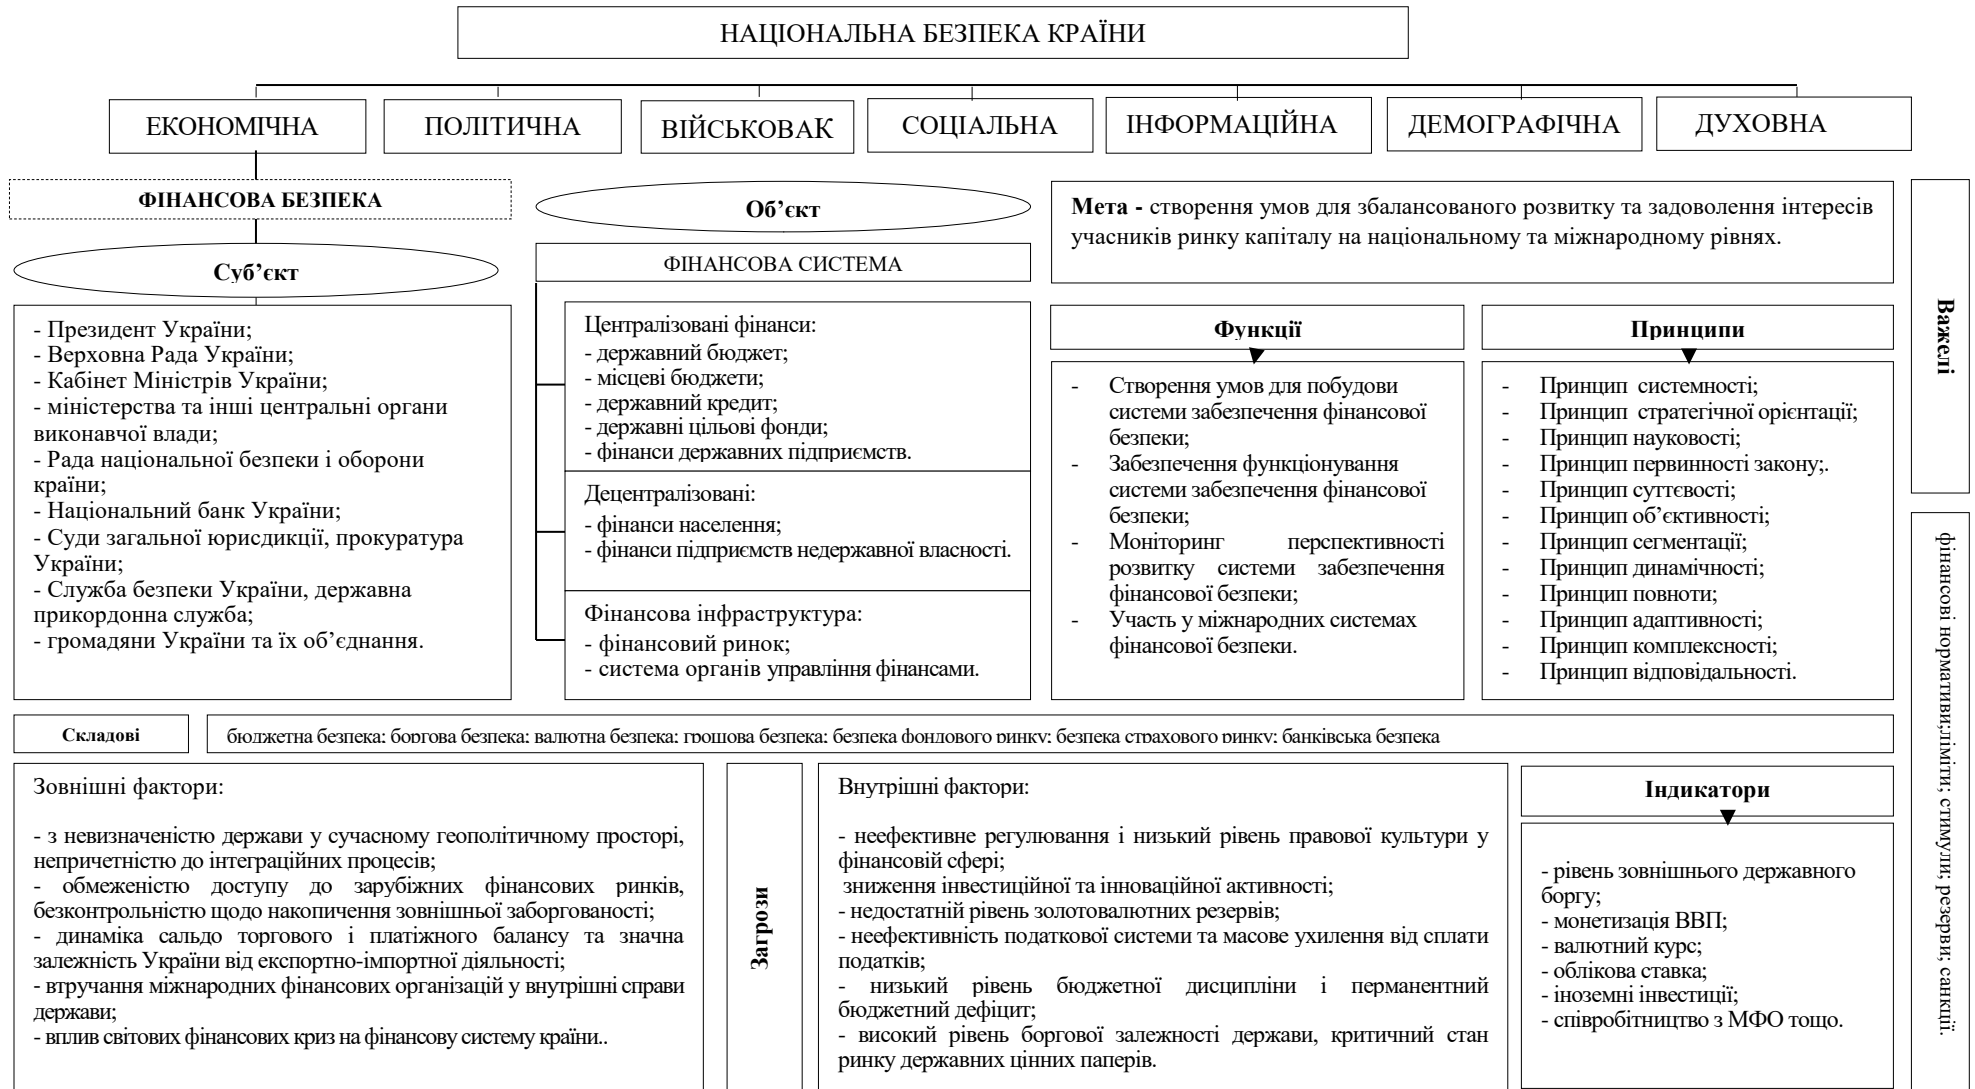 НАЦІОНАЛЬНА БЕЗПЕКА КРАЇНИ
ЕКОНОМІЧНА
ПОЛІТИЧНА
ВІЙСЬКОВАК
СОЦІАЛЬНА
ІНФОРМАЦІЙНА
ДЕМОГРАФІЧНА
ДУХОВНА
ФІНАНСОВА БЕЗПЕКА
Суб’єкт
- Президент України;
- Верховна Рада України;
- Кабінет Міністрів України;
- міністерства та інші центральні органи
виконавчої влади;
- Рада національної безпеки і оборони
країни;
- Національний банк України;
- Суди загальної юрисдикції, прокуратура
України;
- Служба безпеки України, державна
прикордонна служба;
- громадяни України та їх об’єднання.
Об’єкт
ФІНАНСОВА СИСТЕМА
Централізовані фінанси:
- державний бюджет;
- місцеві бюджети;
- державний кредит;
- державні цільові фонди;
- фінанси державних підприємств.
Децентралізовані:
- фінанси населення;
- фінанси підприємств недержавної власності.
Фінансова інфраструктура:
- фінансовий ринок;
- система органів управління фінансами.
Мета - створення умов для збалансованого розвитку та задоволення інтересів
учасників ринку капіталу на національному та міжнародному рівнях.
Функції
- Створення умов для побудови
системи забезпечення фінансової
безпеки;
- Забезпечення функціонування
системи забезпечення фінансової
безпеки;
- Моніторинг перспективності
розвитку системи забезпечення
фінансової безпеки;
- Участь у міжнародних системах
фінансової безпеки.
Принципи
- Принцип системності;
- Принцип стратегічної орієнтації;
- Принцип науковості;
- Принцип первинності закону;.
- Принцип суттєвості;
- Принцип об’єктивності;
- Принцип сегментації;
- Принцип динамічності;
- Принцип повноти;
- Принцип адаптивності;
- Принцип комплексності;
- Принцип відповідальності.
Важелі
фінансові нормативи;ліміти; стимули; резерви; санкції.
Складові
бюджетна безпека; боргова безпека; валютна безпека; грошова безпека; безпека фондового ринку; безпека страхового ринку; банківська безпека
Зовнішні фактори:
- з невизначеністю держави у сучасному геополітичному просторі,
непричетністю до інтеграційних процесів;
- обмеженістю доступу до зарубіжних фінансових ринків,
безконтрольністю щодо накопичення зовнішньої заборгованості;
- динаміка сальдо торгового і платіжного балансу та значна
залежність України від експортно-імпортної діяльності;
- втручання міжнародних фінансових організацій у внутрішні справи
держави;
- вплив світових фінансових криз на фінансову систему країни..
Загрози
Внутрішні фактори:
- неефективне регулювання і низький рівень правової культури у
фінансовій сфері;
зниження інвестиційної та інноваційної активності;
- недостатній рівень золотовалютних резервів;
- неефективність податкової системи та масове ухилення від сплати
податків;
- низький рівень бюджетної дисципліни і перманентний
бюджетний дефіцит;
- високий рівень боргової залежності держави, критичний стан
ринку державних цінних паперів.
Індикатори
- рівень зовнішнього державного
боргу;
- монетизація ВВП;
- валютний курс;
- облікова ставка;
- іноземні інвестиції;
- співробітництво з МФО тощо.